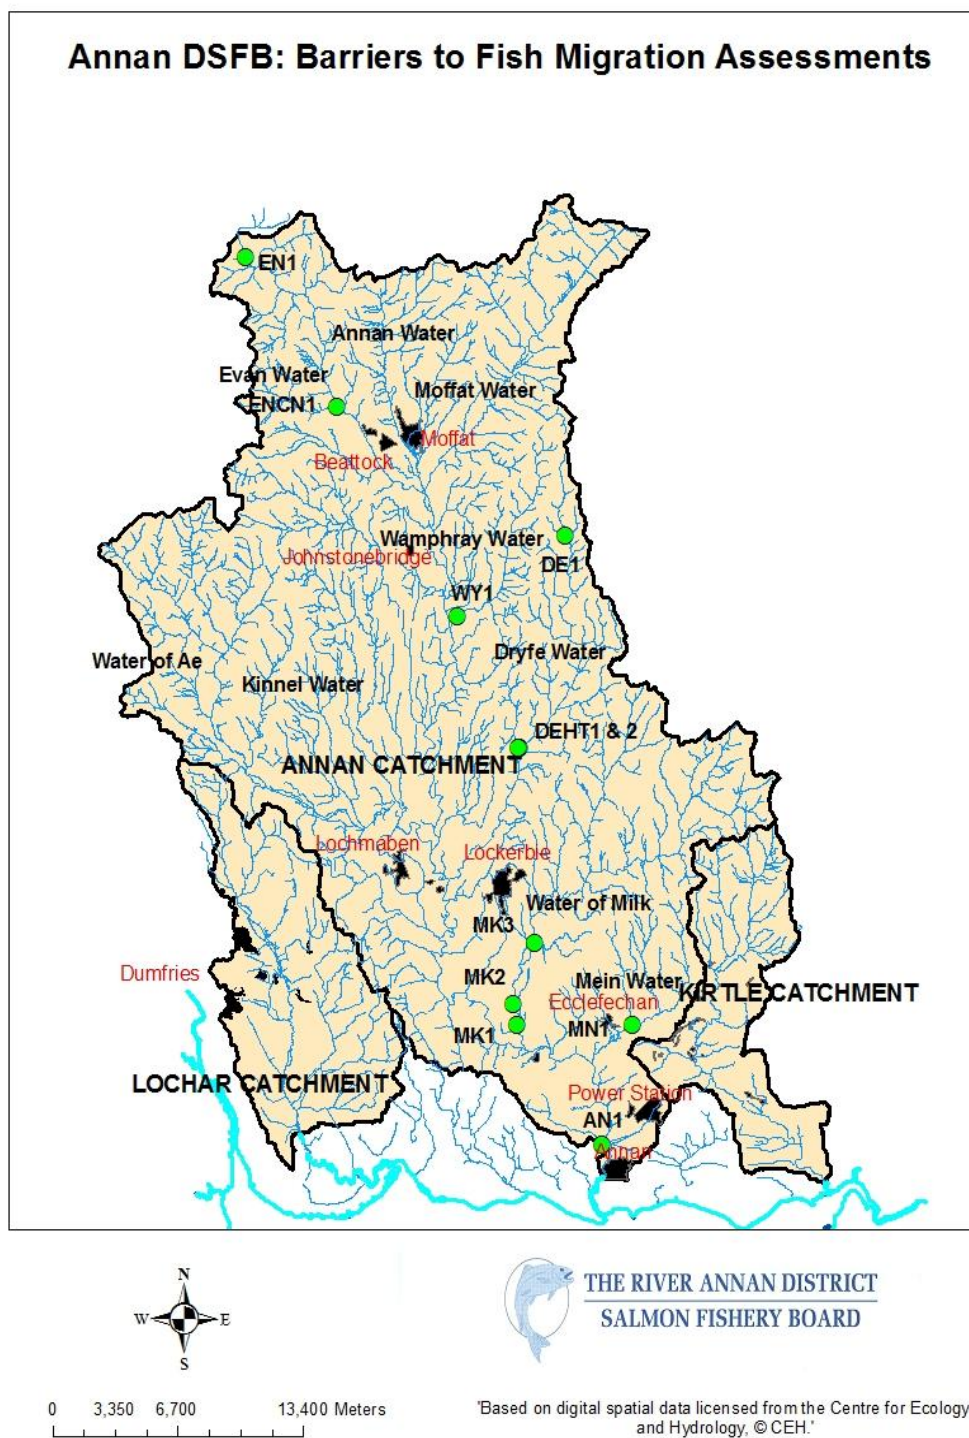 Annan DSFB: Barriers to Fish Migration Assessments
EN1
Annan Water
Evan Water
Moffat Water
ENCN1
Moffat
Beattock
Wamphray Water
Johnstonebridge
DE1
WY1
Dryfe Water
Water of Ae
Kinnel Water
DEHT1 & 2
ANNAN CATCHMENT
Lochmaben
Lockerbie
Water of Milk
MK3
Dumfries
MK2
Mein Water
Ecclefechan
KIRTLE CATCHMENT
MK1
MN1
LOCHAR CATCHMENT
Power Station
AN1
Annan
N
W
E
S
THE RIVER ANNAN DISTRICT
SALMON FISHERY BOARD
0 3,350 6,700 13,400 Meters
'Based on digital spatial data licensed from the Centre for Ecology
and Hydrology, © CEH.'